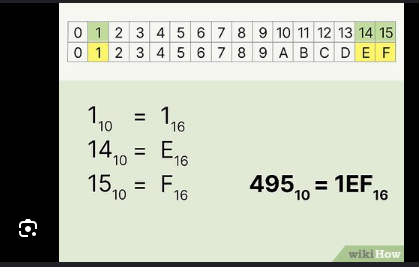 0 1 2 3 4 5 6 7 8 9 10 11 12 13 14 15
0 1 2 3 4 5 6 7 8 9 A B C D E F
1₁₀ = 1₁₆
14₁₀ = E₁₆
15₁₀ = F₁₆
495₁₀ = 1EF₁₆
wikiHow